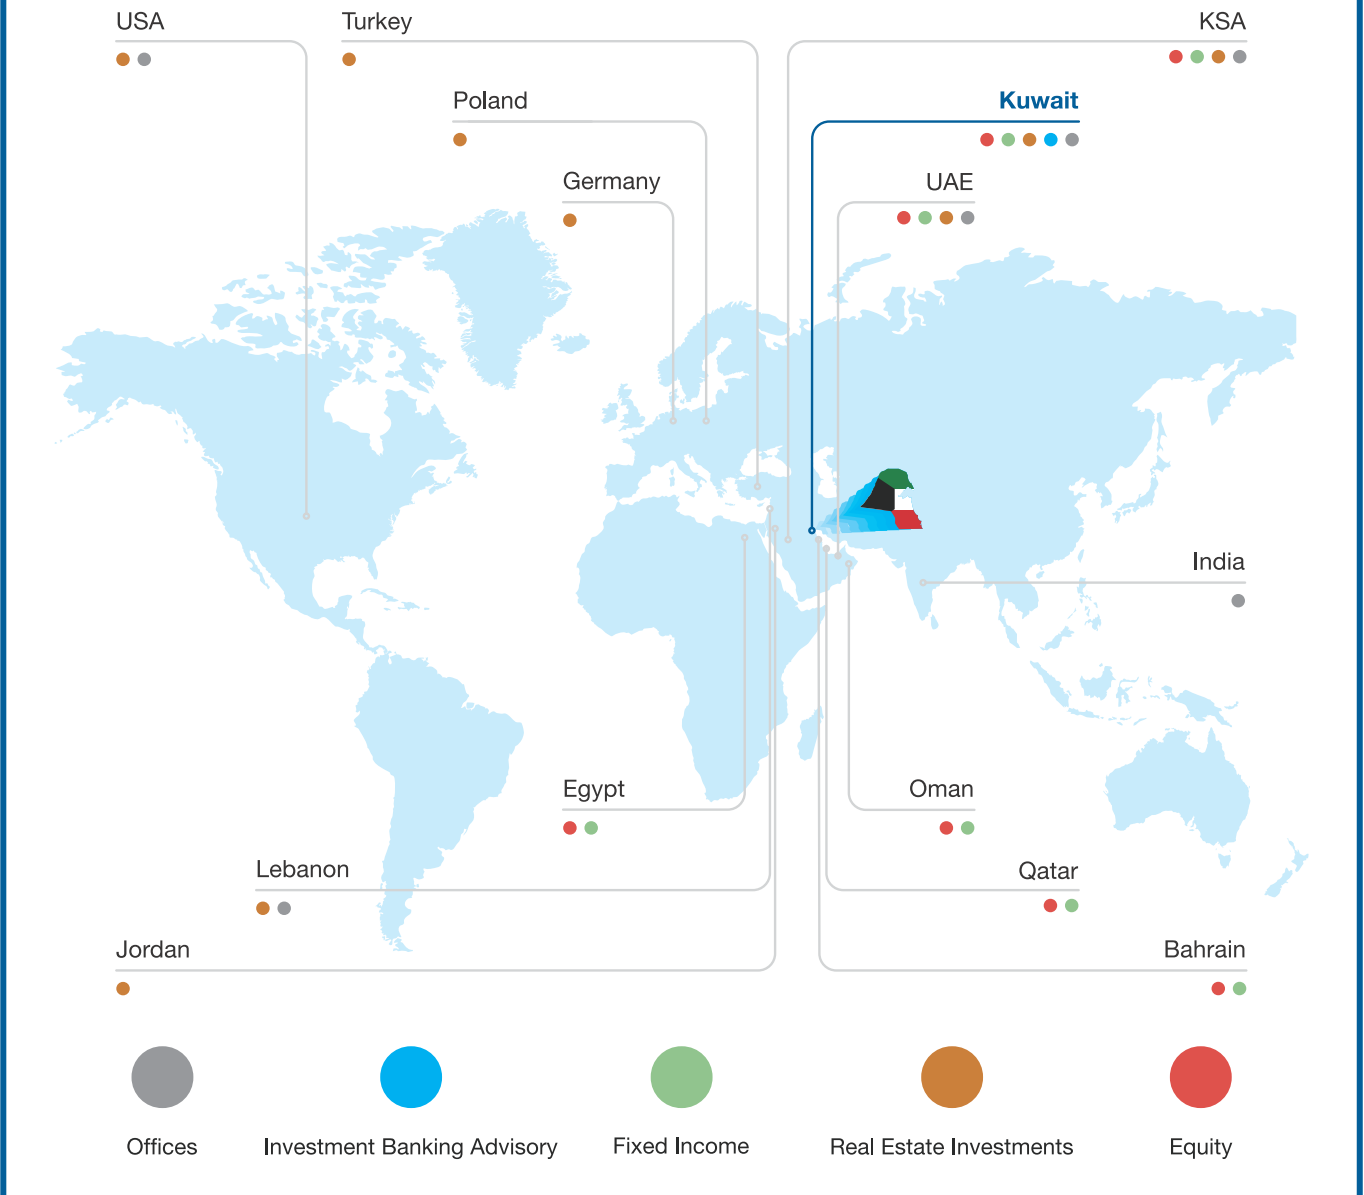 USA
Turkey
KSA
Poland
Kuwait
Germany
UAE
India
Egypt
Oman
Lebanon
Qatar
Jordan
Bahrain
Offices
Investment Banking Advisory
Fixed Income
Real Estate Investments
Equity